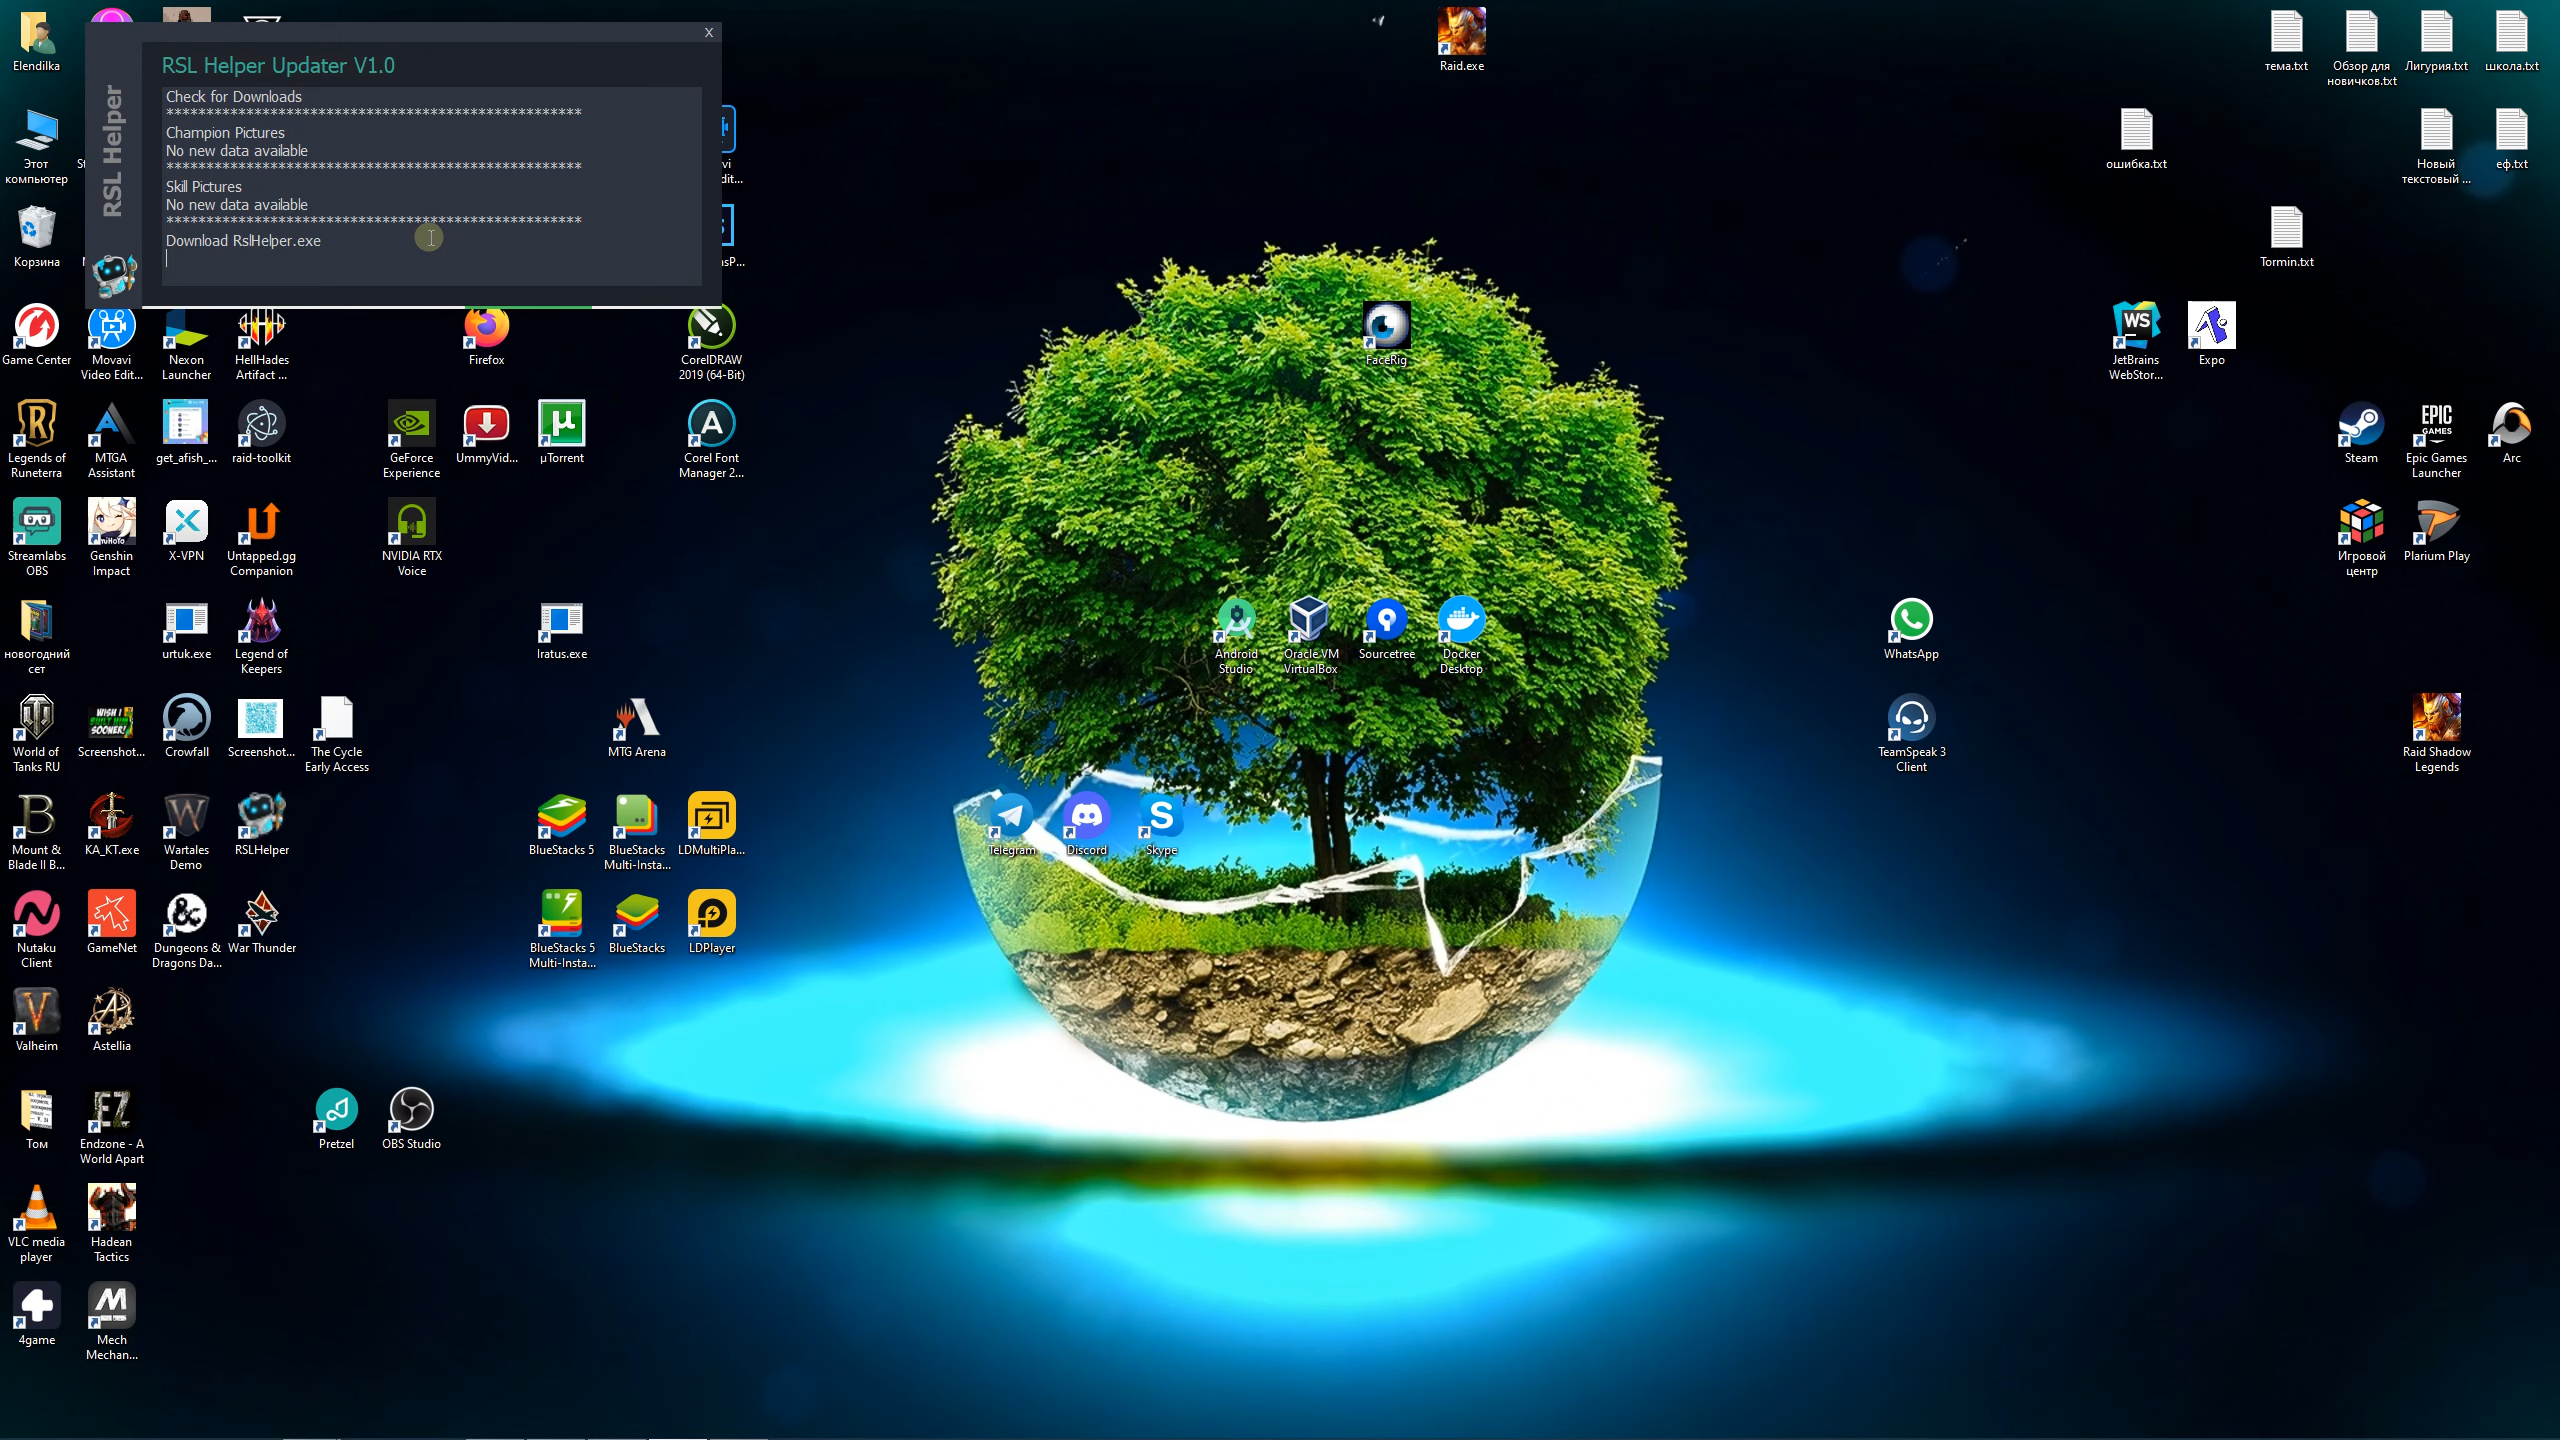 X
RSL Helper Updater V1.0
RSL Helper
Check for Downloads
****************************************************
Champion Pictures
No new data available
****************************************************
Skill Pictures
No new data available
****************************************************
Download RslHelper.exe
Elendilka
Raid.exe
тема.txt
Обзор для
новичков.txt
Лигурия.txt
школа.txt
Этот
компьютер
ошибка.txt
Новый
текстовый ...
еф.txt
Корзина
Tormin.txt
Game Center
Movavi
Video Edit...
Nexon
Launcher
HellHades
Artifact ...
Firefox
CorelDRAW
2019 (64-Bit)
FaceRig
WS
JetBrains
WebStor...
Expo
Legends of
Runeterra
MTGA
Assistant
get_afish_...
raid-toolkit
GeForce
Experience
UmmyVid...
µTorrent
Corel Font
Manager 2...
Steam
EPIC
GAMES
Epic Games
Launcher
Arc
Streamlabs
OBS
Genshin
Impact
X-VPN
Untapped.gg
Companion
NVIDIA RTX
Voice
Игровой
центр
Plarium Play
новогодний
сет
urtuk.exe
Legend of
Keepers
Iratus.exe
Android
Studio
Oracle VM
VirtualBox
Sourcetree
Docker
Desktop
WhatsApp
World of
Tanks RU
WISH I
BUILT HIM
SOONER!
Screenshot...
Crowfall
Screenshot...
The Cycle
Early Access
MTG Arena
TeamSpeak 3
Client
Raid Shadow
Legends
Mount &
Blade II B...
KA_KT.exe
Wartales
Demo
RSLHelper
BlueStacks 5
BlueStacks
Multi-Insta...
LDMultiPla...
Telegram
Discord
Skype
Nutaku
Client
GameNet
Dungeons &
Dragons Da...
War Thunder
BlueStacks 5
Multi-Insta...
BlueStacks
LDPlayer
Valheim
Astellia
Том
EZ
Endzone - A
World Apart
Pretzel
OBS Studio
VLC media
player
Hadean
Tactics
4game
Mech
Mechan...